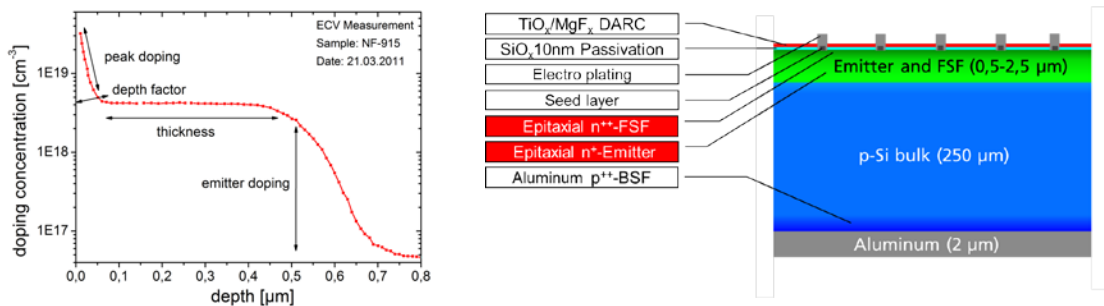 ECV Measurement
Sample: NF-915
Date: 21.03.2011
peak doping
depth factor
thickness
emitter doping
doping concentration [cm⁻³]
1E19
1E18
1E17
0,0 0,1 0,2 0,3 0,4 0,5 0,6 0,7 0,8
depth [µm]
TiOₓ/MgFₓ DARC
SiOₓ10nm Passivation
Electro plating
Seed layer
Epitaxial n⁺⁺-FSF
Epitaxial n⁺-Emitter
Aluminum p⁺⁺-BSF
Emitter and FSF (0,5-2,5 µm)
p-Si bulk (250 µm)
Aluminum (2 µm)